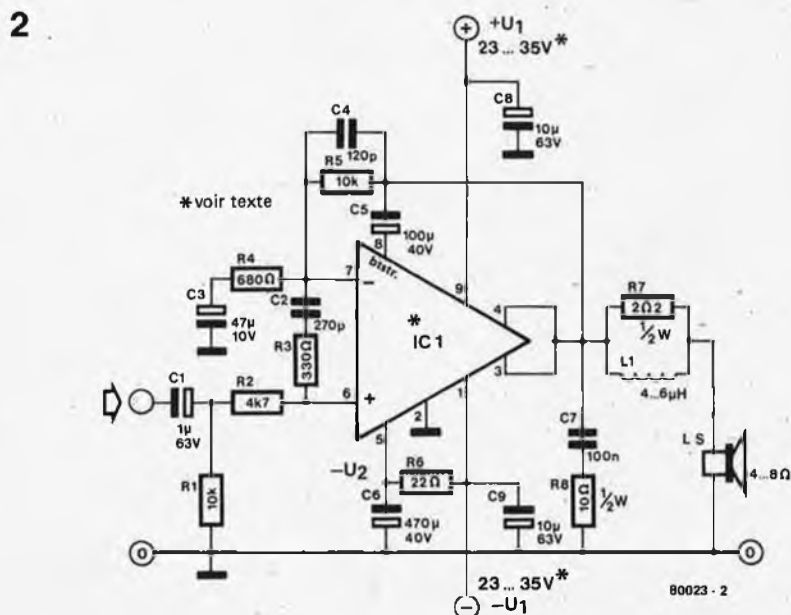 2
+U1
23 ... 35V*
C8
10µ
63V
C4
120p
R5
10k
*voir texte
C5
100µ
40V
8
btstr.
R4
680Ω
7
–
9
C3
47µ
10V
C2
270p
R3
330Ω
*
IC1
4
3
R7
2Ω2
½W
L1
4...6µH
C1
1µ
63V
R2
4k7
6
+
5
2
1
C7
100n
LS
4...8Ω
–U2
R6
22Ω
R1
10k
C6
470µ
40V
C9
10µ
63V
R8
10Ω
½W
0
0
23 ... 35V*
–U1
80023 - 2